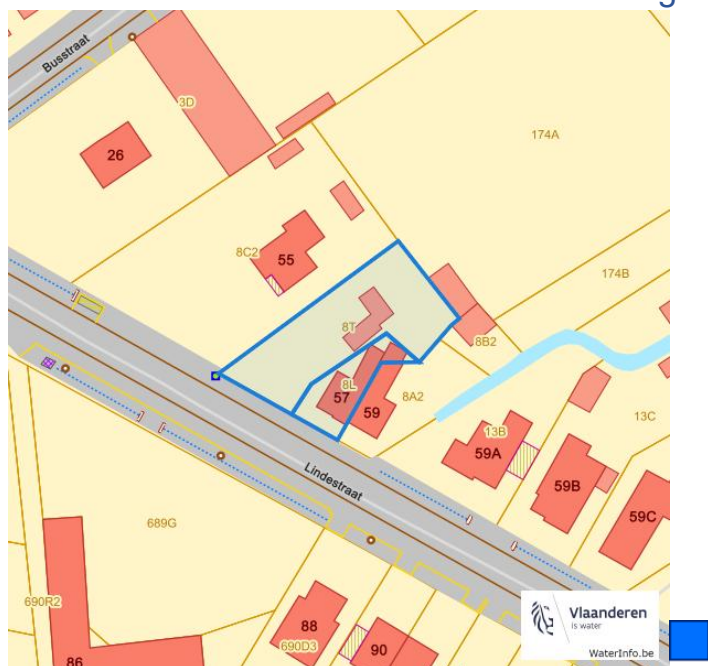 Busstraat
3D
26
174A
8C2
55
174B
8T
8B2
8L
57
59
8A2
13C
13B
59A
59B
59C
Lindestraat
689G
690R2
88
690D3
90
86
Vlaanderen
is water
WaterInfo.be